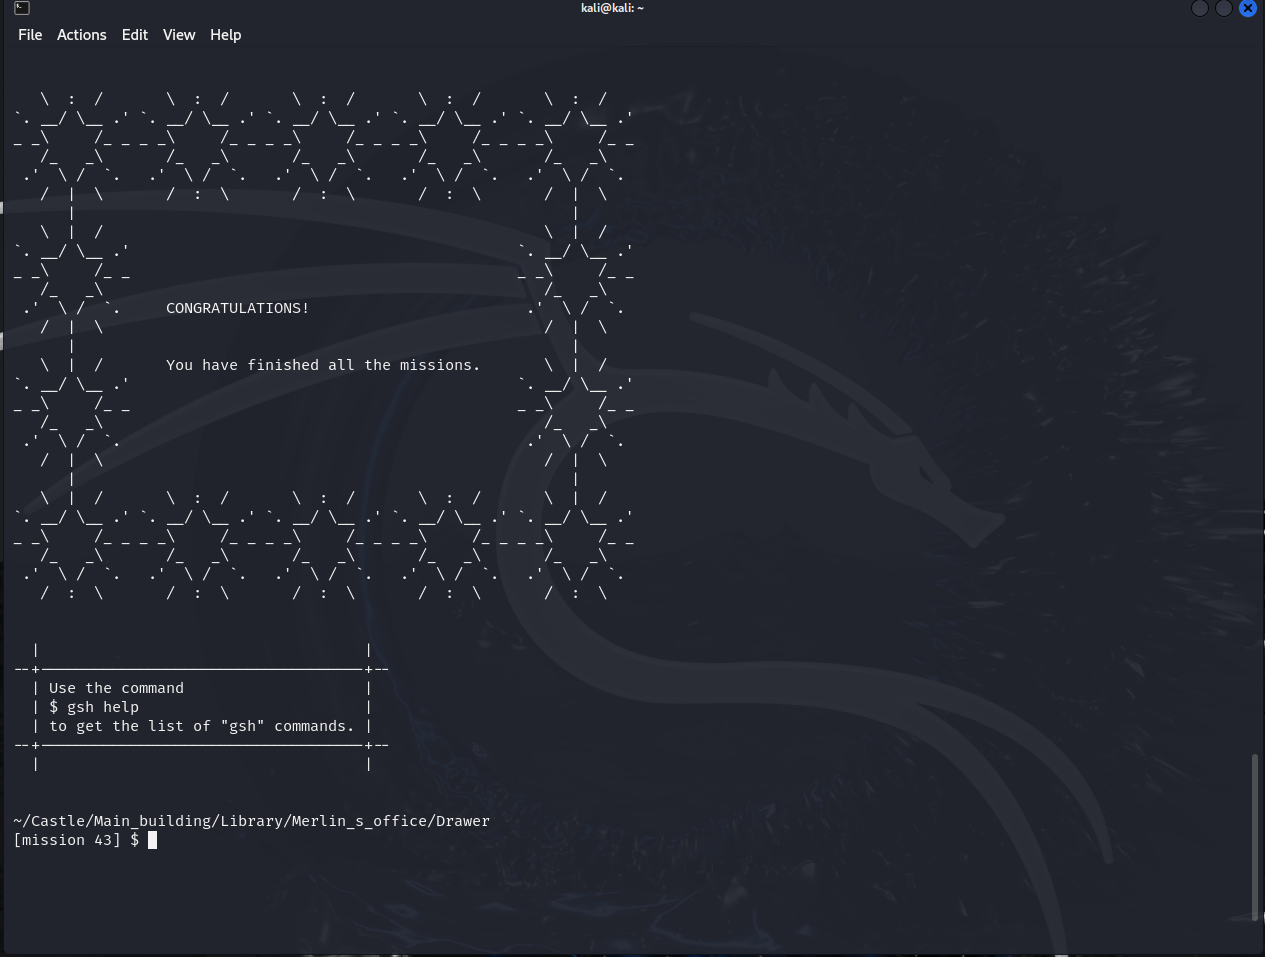 kali@kali: ~
File Actions Edit View Help
CONGRATULATIONS!
You have finished all the missions.
Use the command
$ gsh help
to get the list of "gsh" commands.
~/Castle/Main_building/Library/Merlin_s_office/Drawer
[mission 43] $